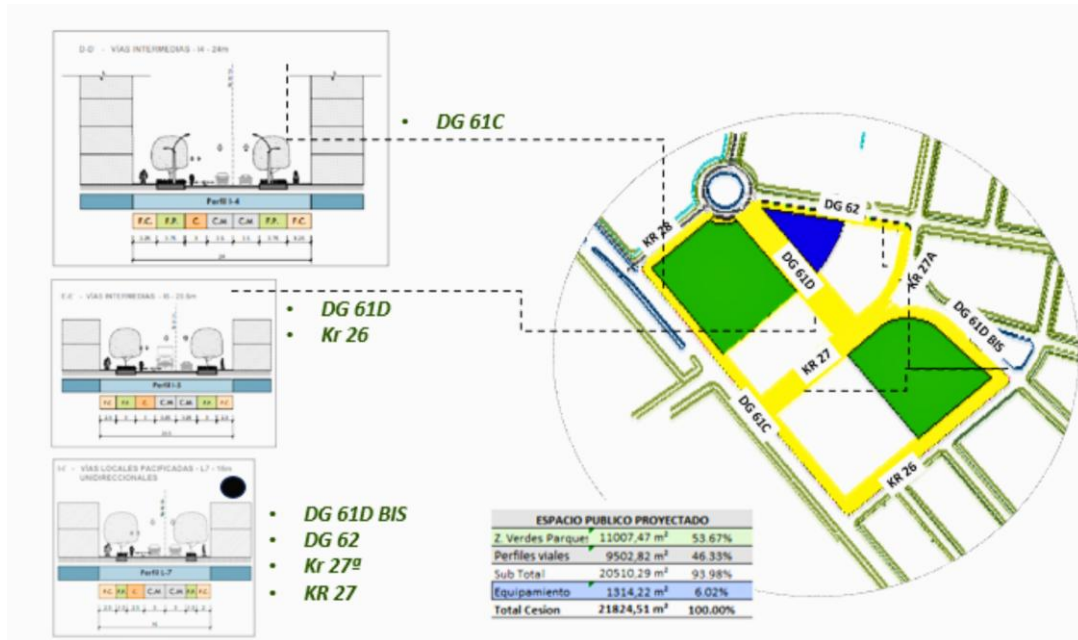 D-D' - VÍAS INTERMEDIAS - I4 - 24m
Perfil I-4
F.C. F.P. C. C.M. C.M. F.P. F.C.
• DG 61C
VÍAS INTERMEDIAS
Perfil I-5
F.C. F.P. C. C.M. C.M. F.P. F.C.
• DG 61D
• Kr 26
VÍAS LOCALES PACIFICADAS - L7 - 16m
UNIDIRECCIONALES
Perfil L-7
F.C. F.P. C. C.M. C.M. F.P. F.C.
• DG 61D BIS
• DG 62
• Kr 27ª
• KR 27
KR 28
DG 62
DG 61D
KR 27A
DG 61D BIS
KR 27
DG 61C
KR 26
ESPACIO PUBLICO PROYECTADO
Z. Verdes Parques 11007,47 m² 53.67%
Perfiles viales 9502,82 m² 46.33%
Sub Total 20510,29 m² 93.98%
Equipamiento 1314,22 m² 6.02%
Total Cesion 21824,51 m² 100.00%